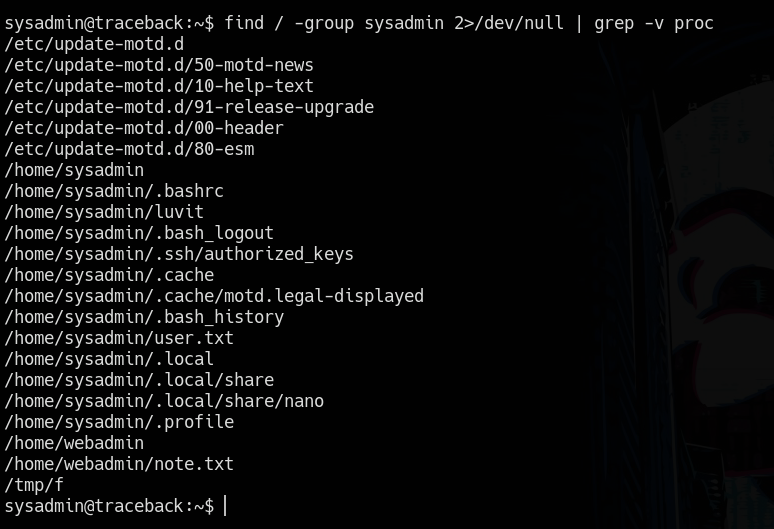 sysadmin@traceback:~$ find / -group sysadmin 2>/dev/null | grep -v proc
/etc/update-motd.d
/etc/update-motd.d/50-motd-news
/etc/update-motd.d/10-help-text
/etc/update-motd.d/91-release-upgrade
/etc/update-motd.d/00-header
/etc/update-motd.d/80-esm
/home/sysadmin
/home/sysadmin/.bashrc
/home/sysadmin/luvit
/home/sysadmin/.bash_logout
/home/sysadmin/.ssh/authorized_keys
/home/sysadmin/.cache
/home/sysadmin/.cache/motd.legal-displayed
/home/sysadmin/.bash_history
/home/sysadmin/user.txt
/home/sysadmin/.local
/home/sysadmin/.local/share
/home/sysadmin/.local/share/nano
/home/sysadmin/.profile
/home/webadmin
/home/webadmin/note.txt
/tmp/f
sysadmin@traceback:~$